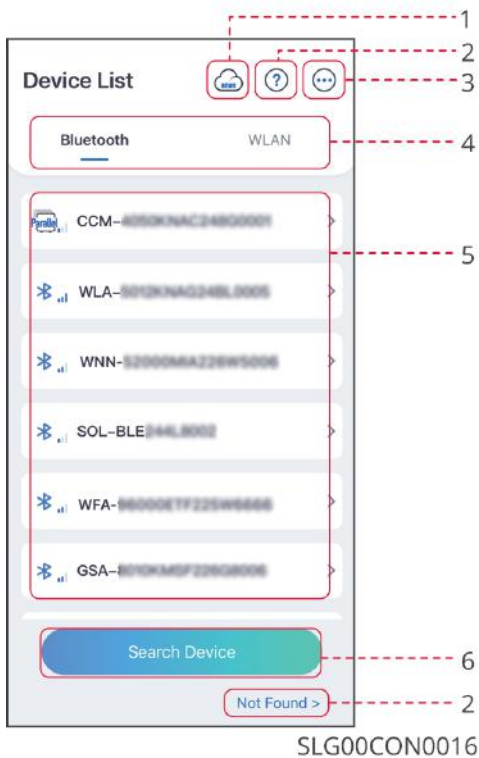 1
2
Device List
3
Bluetooth WLAN
4
Parallel CCM-
5
WLA-
WNN-
SOL-BLE
WFA-
GSA-
Search Device
6
Not Found >
2
SLG00CON0016